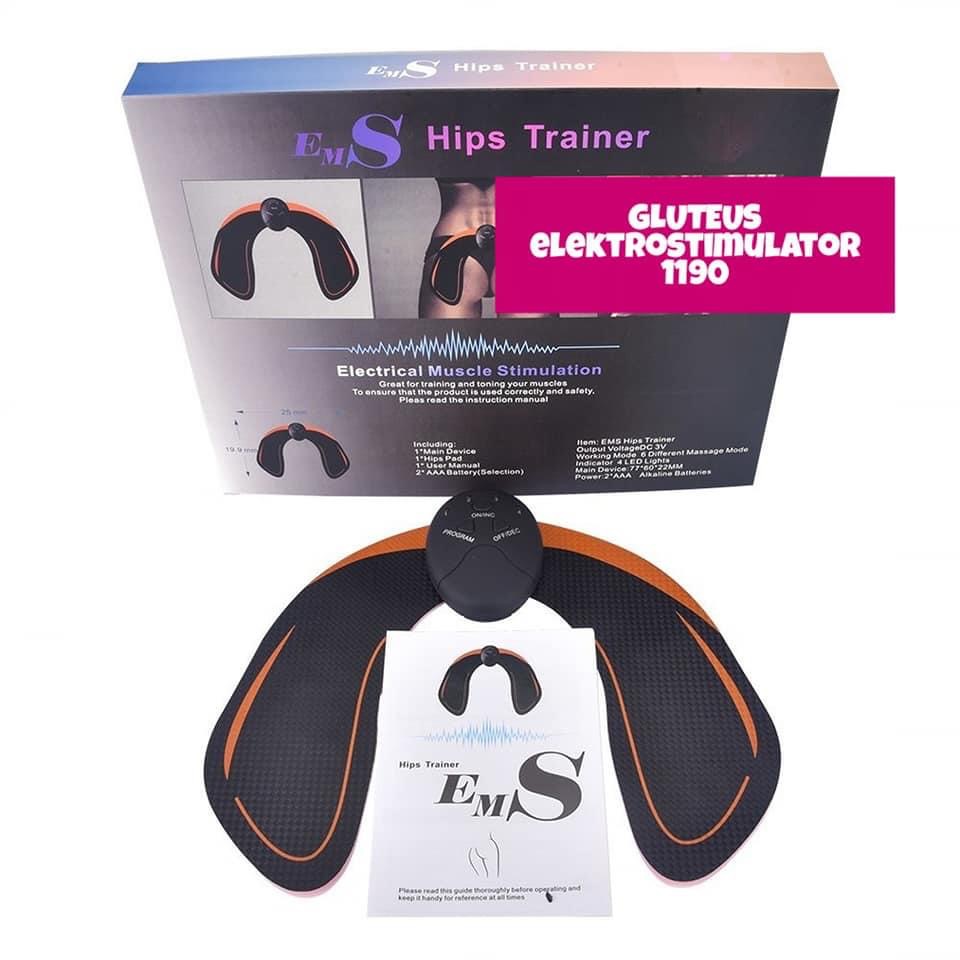 EMS Hips Trainer
EMS Hips Trainer
GLUTEUS
elektrostimulator
1190
Electrical Muscle Stimulation
Great for training and toning your muscles
To ensure that the product is used correctly and safety.
Pleas read the instruction manual
25 mm
19.9 mm
Including:
1*Main Device
1*Hips Pad
1* User Manual
2* AAA Battery(Selection)
Item: EMS Hips Trainer
Output VoltageDC 3V
Working Mode 6 Different Massage Mode
Indicator 4 LED Lights
Main Device:77*60*22MM
Power:2*AAA Alkaline Batteries
ON/INC
PROGRAM
OFF/DEC
Hips Trainer
EMS
Please read this guide thoroughly before operating and
keep it handy for reference at all times